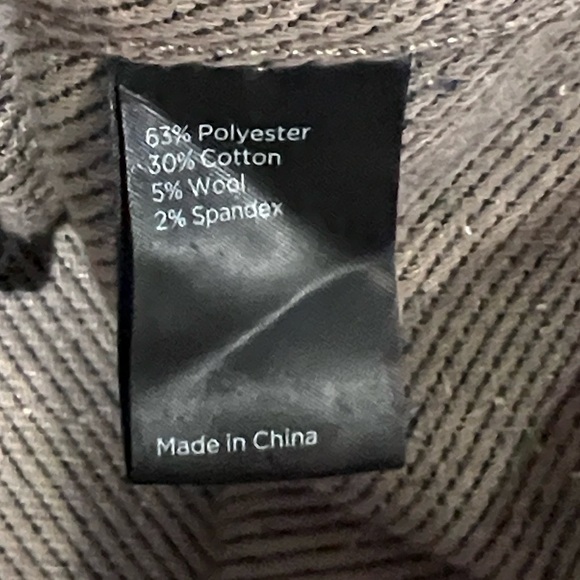 63% Polyester
30% Cotton
5% Wool
2% Spandex
Made in China